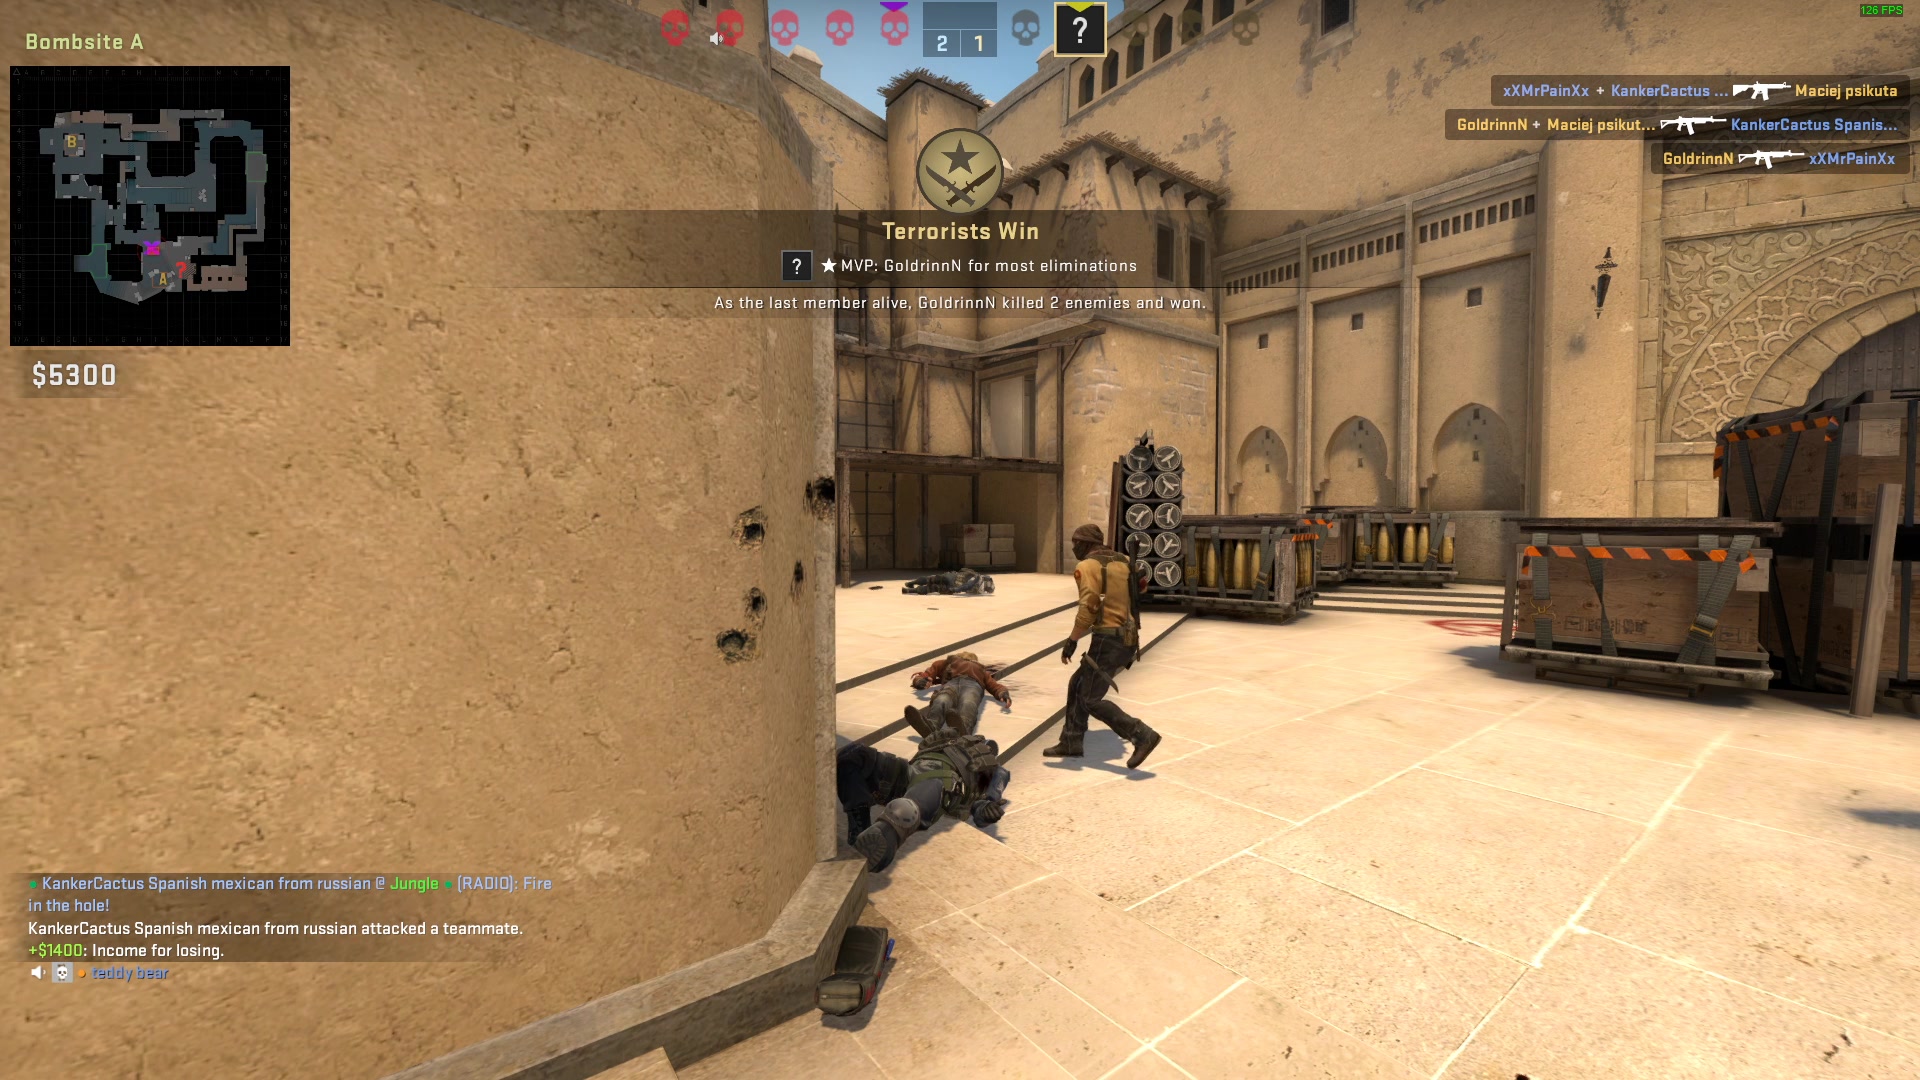 126 FPS
Bombsite A
?
2 1
xXMrPainXx + KankerCactus ... Maciej psikuta
GoldrinnN + Maciej psikut... KankerCactus Spanis...
GoldrinnN xXMrPainXx
B
A
?
Terrorists Win
? ★ MVP: GoldrinnN for most eliminations
As the last member alive, GoldrinnN killed 2 enemies and won.
$5300
• KankerCactus Spanish mexican from russian @ Jungle • (RADIO): Fire
in the hole!
KankerCactus Spanish mexican from russian attacked a teammate.
+$1400: Income for losing.
• teddy bear